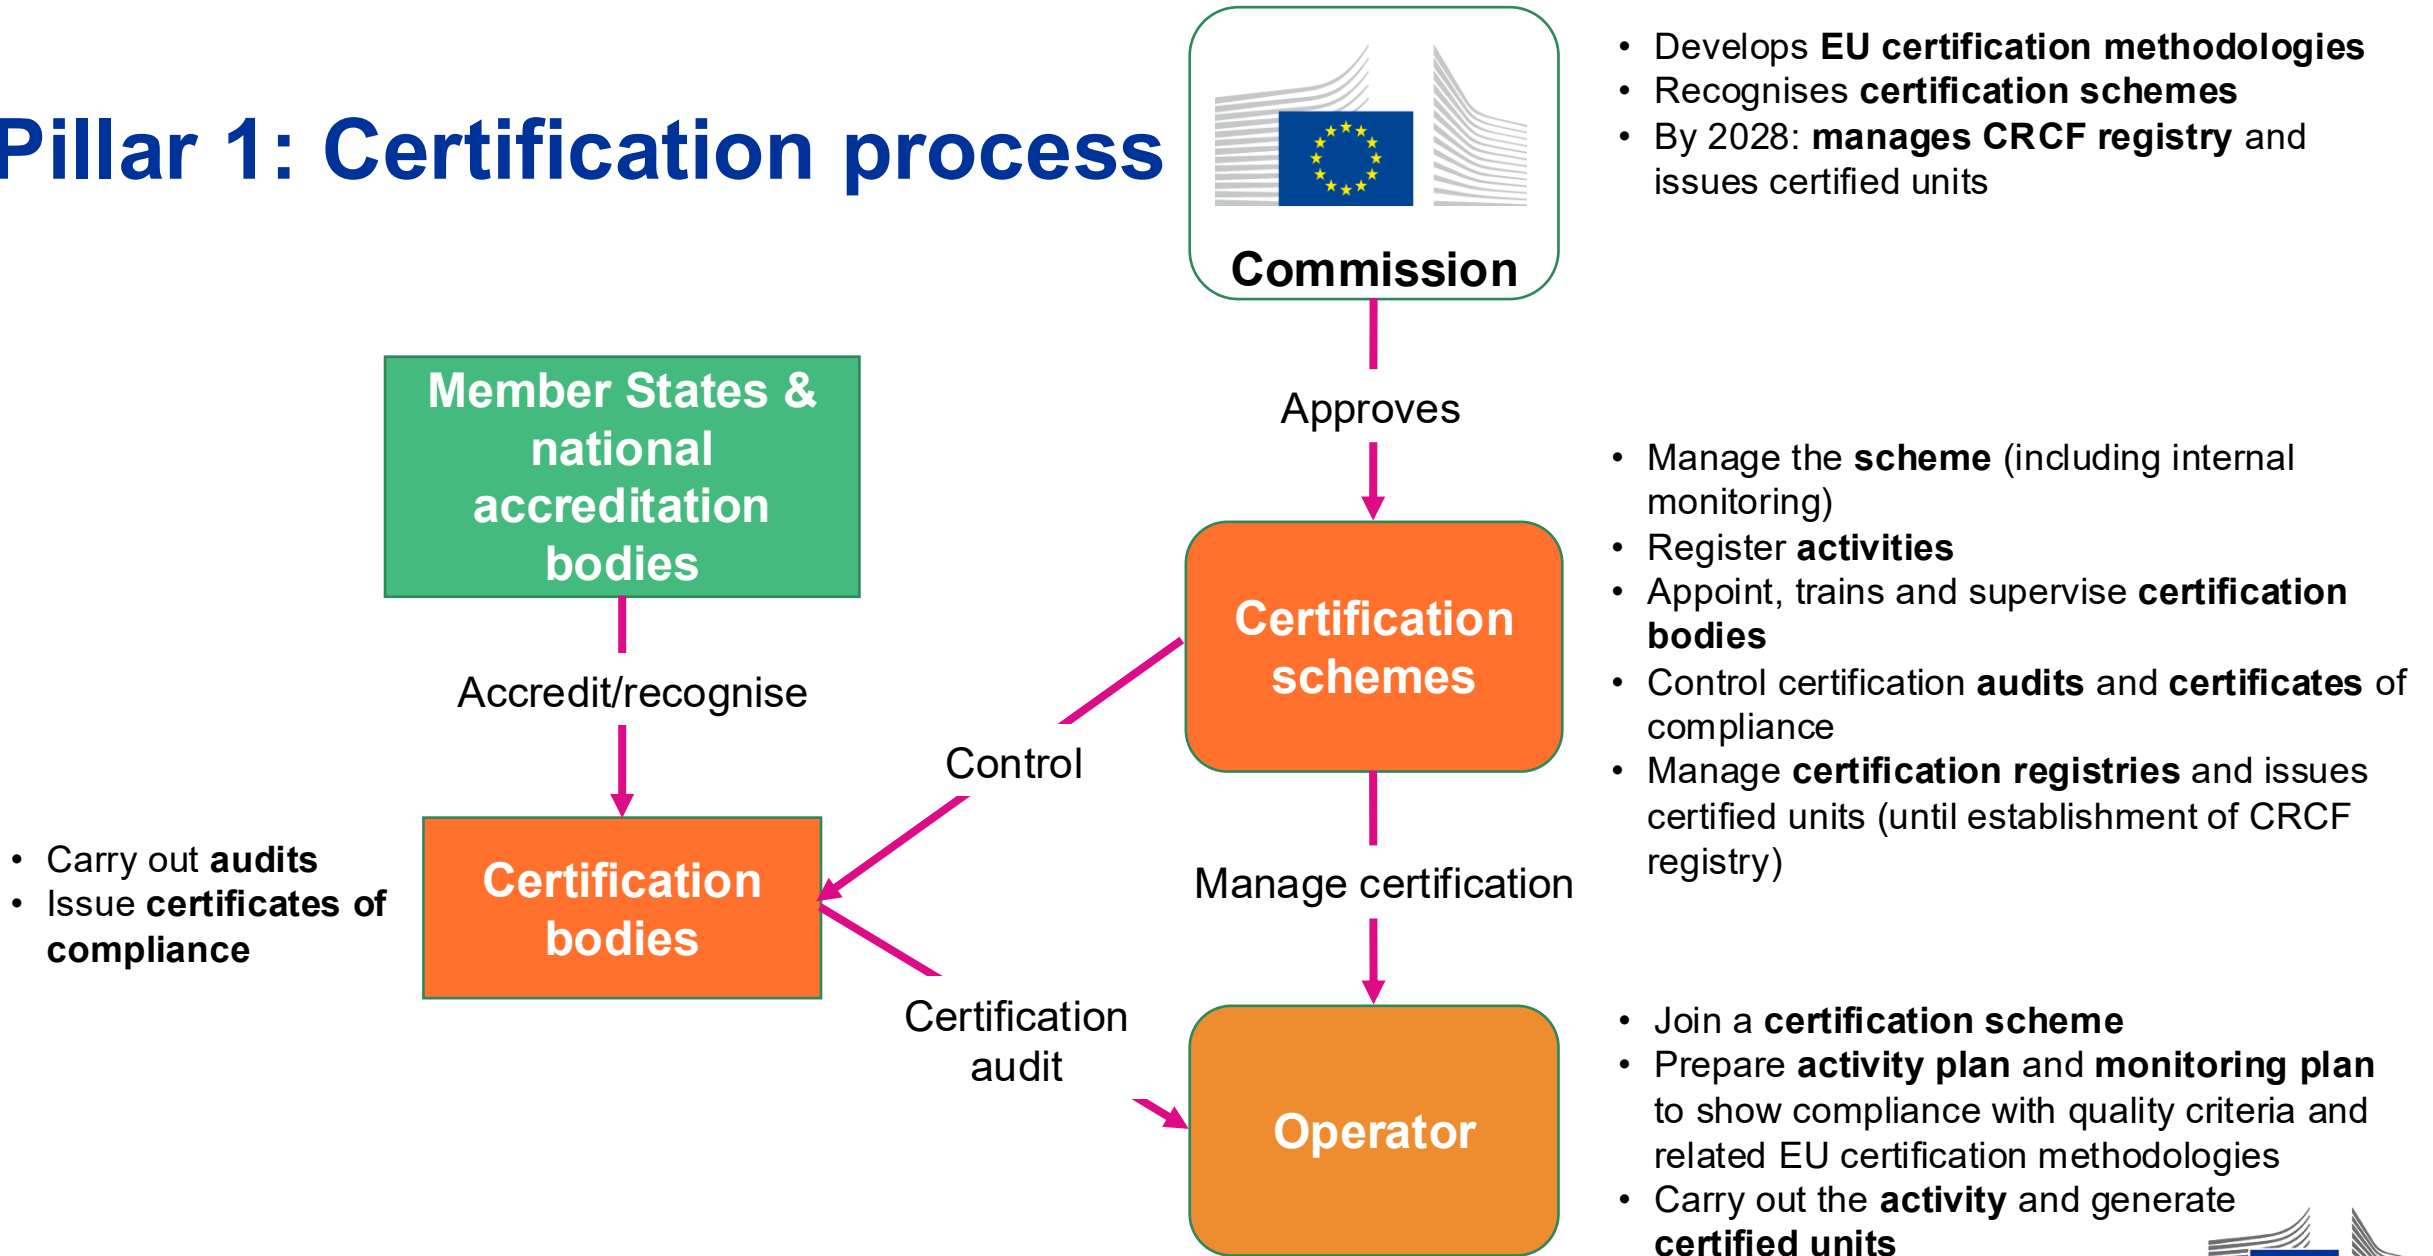 Pillar 1: Certification process
Commission
• Develops EU certification methodologies
• Recognises certification schemes
• By 2028: manages CRCF registry and
issues certified units
Member States &
national
accreditation
bodies
Approves
Accredit/recognise
Certification
schemes
• Manage the scheme (including internal
monitoring)
• Register activities
• Appoint, trains and supervise certification
bodies
• Control certification audits and certificates of
compliance
• Manage certification registries and issues
certified units (until establishment of CRCF
registry)
Control
• Carry out audits
• Issue certificates of
compliance
Certification
bodies
Manage certification
Certification
audit
Operator
• Join a certification scheme
• Prepare activity plan and monitoring plan
to show compliance with quality criteria and
related EU certification methodologies
• Carry out the activity and generate
certified units